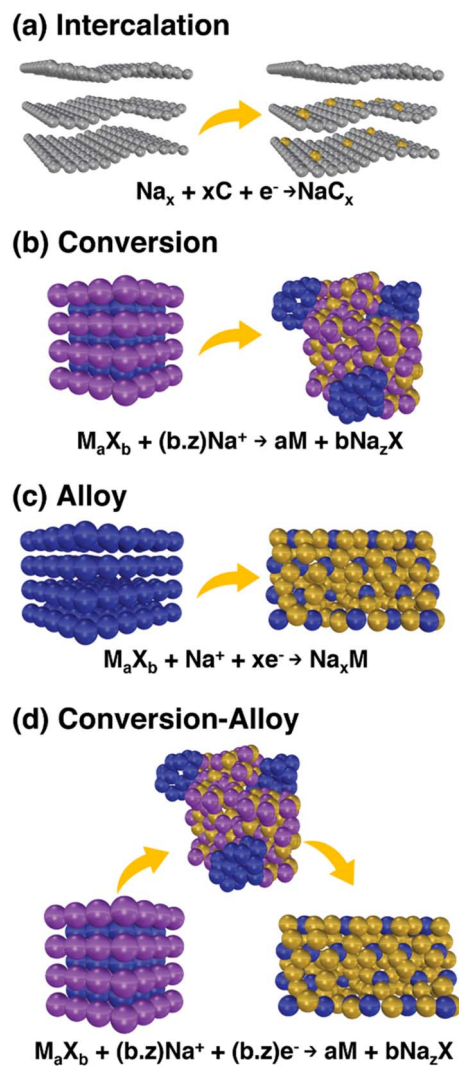 (a) Intercalation
Naₓ + xC + e⁻→NaCₓ
(b) Conversion
MₐX_b + (b.z)Na⁺ → aM + bNa_zX
(c) Alloy
MₐX_b + Na⁺ + xe⁻→ NaₓM
(d) Conversion-Alloy
MₐX_b + (b.z)Na⁺ + (b.z)e⁻→ aM + bNa_zX